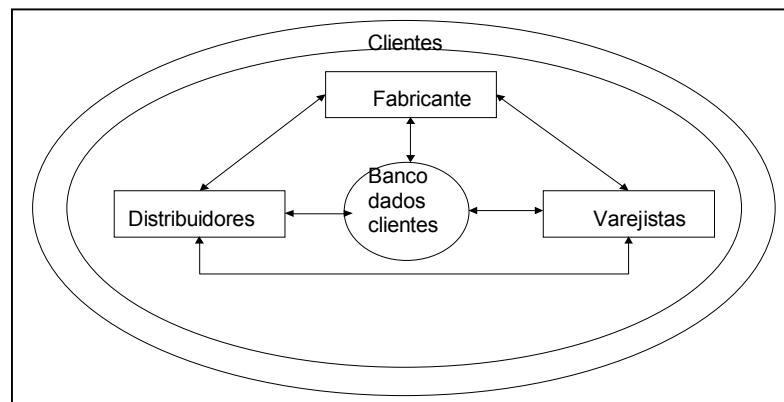 Clientes
Fabricante
Banco
dados
clientes
Distribuidores
Varejistas